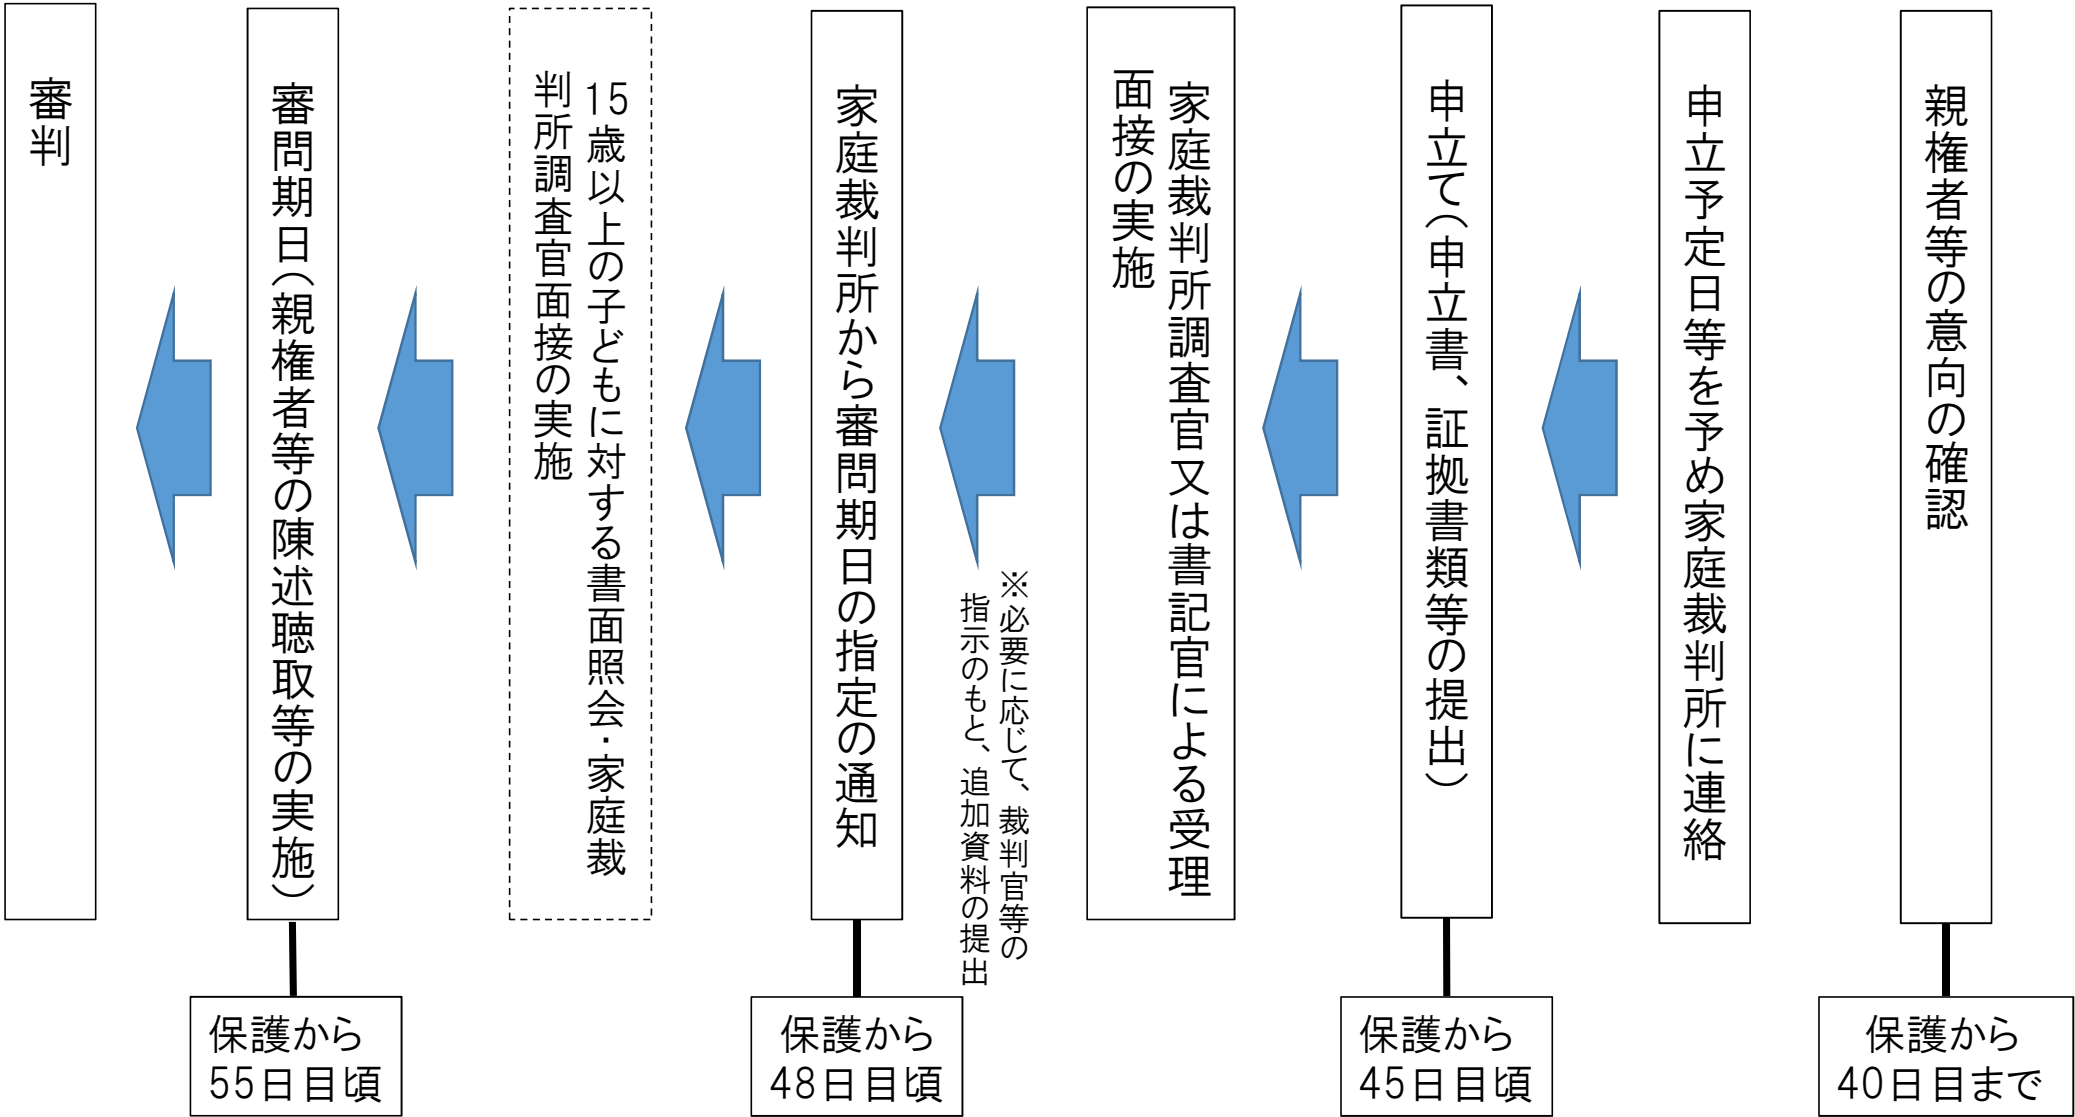 親権者等の意向の確認
保護から
40日目まで
申立予定日等を予め家庭裁判所に連絡
申立て（申立書、証拠書類等の提出）
保護から
45日目頃
家庭裁判所調査官又は書記官による受理
面接の実施
※必要に応じて、裁判官等の
指示のもと、追加資料の提出
家庭裁判所から審問期日の指定の通知
保護から
48日目頃
15歳以上の子どもに対する書面照会・家庭裁
判所調査官面接の実施
審問期日（親権者等の陳述聴取等の実施）
保護から
55日目頃
審判